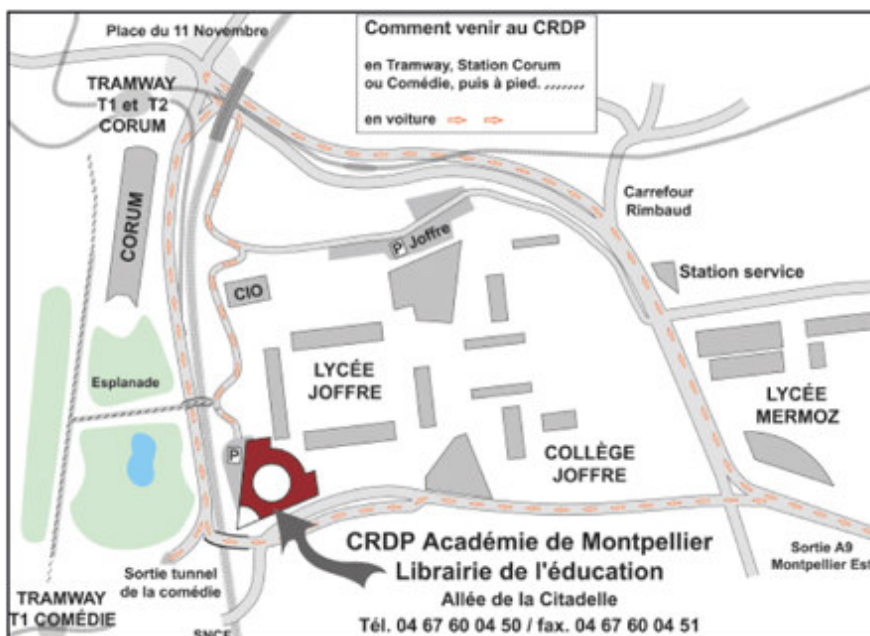 Place du 11 Novembre
Comment venir au CRDP
en Tramway, Station Corum
ou Comédie, puis à pied.
en voiture
TRAMWAY
T1 et T2
CORUM
CORUM
Carrefour
Rimbaud
P
Joffre
Station service
CIO
LYCÉE
JOFFRE
Esplanade
LYCÉE
MERMOZ
COLLÈGE
JOFFRE
P
CRDP Académie de Montpellier
Librairie de l'éducation
Allée de la Citadelle
Tél. 04 67 60 04 50 / fax. 04 67 60 04 51
Sortie A9
Montpellier Est
Sortie tunnel
de la comédie
TRAMWAY
T1 COMÉDIE
SNCF